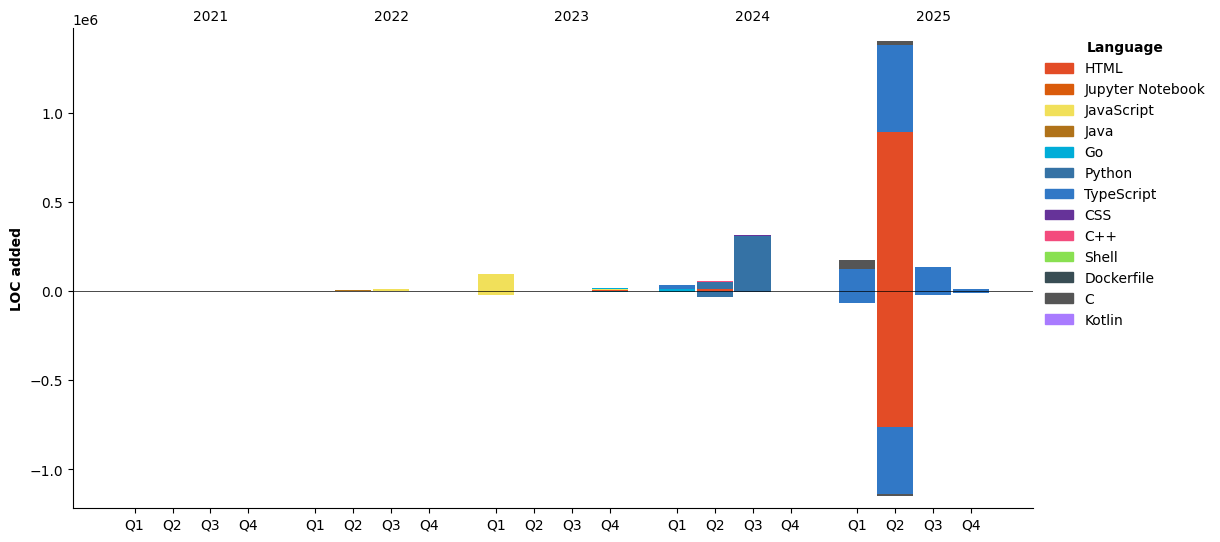 1e6
2021 2022 2023 2024 2025
LOC added
1.0
0.5
0.0
−0.5
−1.0
Q1 Q2 Q3 Q4 Q1 Q2 Q3 Q4 Q1 Q2 Q3 Q4 Q1 Q2 Q3 Q4 Q1 Q2 Q3 Q4
Language
HTML
Jupyter Notebook
JavaScript
Java
Go
Python
TypeScript
CSS
C++
Shell
Dockerfile
C
Kotlin